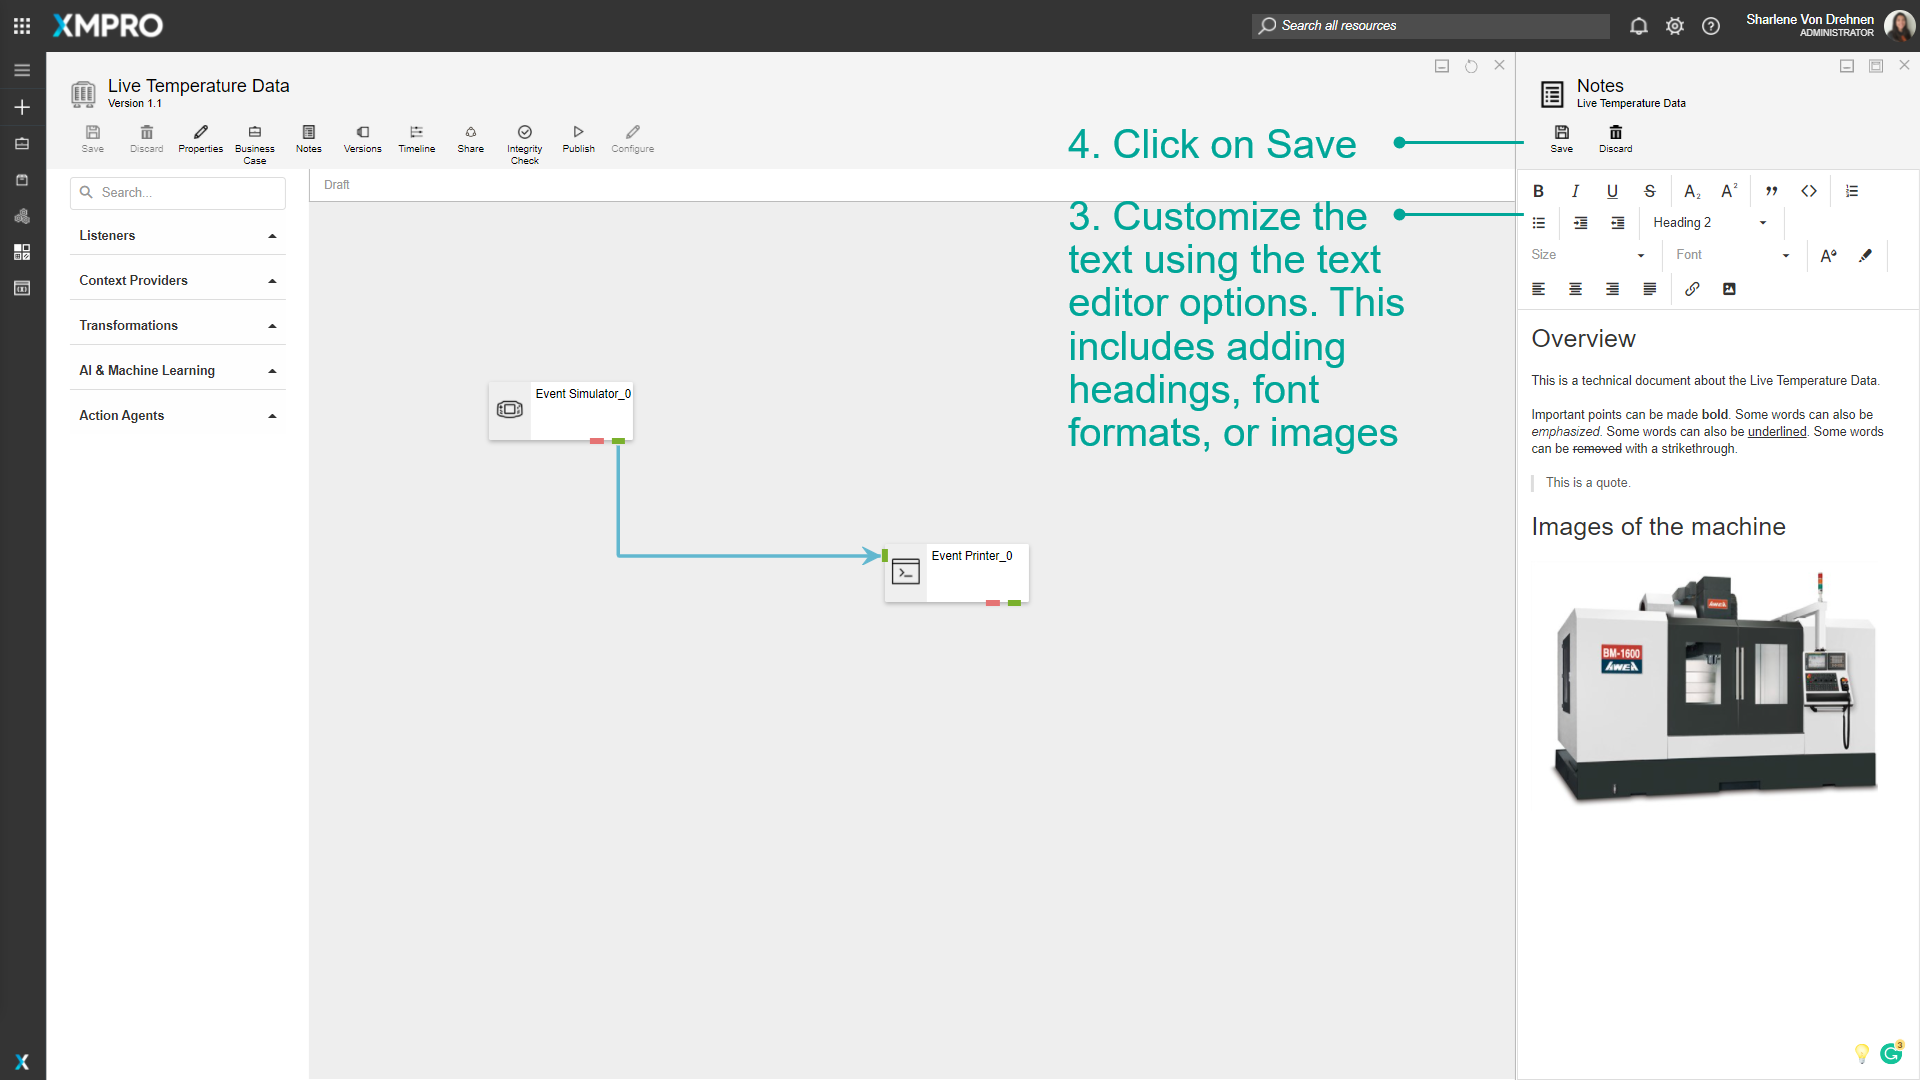 XMPRO
Search all resources
Sharlene Von Drehnen
ADMINISTRATOR
Live Temperature Data
Version 1.1
Save
Discard
Properties
Business
Case
Notes
Versions
Timeline
Share
Integrity
Check
Publish
Configure
Search...
Listeners
Context Providers
Transformations
AI & Machine Learning
Action Agents
Draft
Event Simulator_0
Event Printer_0
4. Click on Save
3. Customize the
text using the text
editor options. This
includes adding
headings, font
formats, or images
Notes
Live Temperature Data
Save
Discard
Heading 2
Size
Font
Overview
This is a technical document about the Live Temperature Data.
Important points can be made bold. Some words can also be
emphasized. Some words can also be underlined. Some words
can be removed with a strikethrough.
This is a quote.
Images of the machine
AWEA
BM-1600
AWEA
3